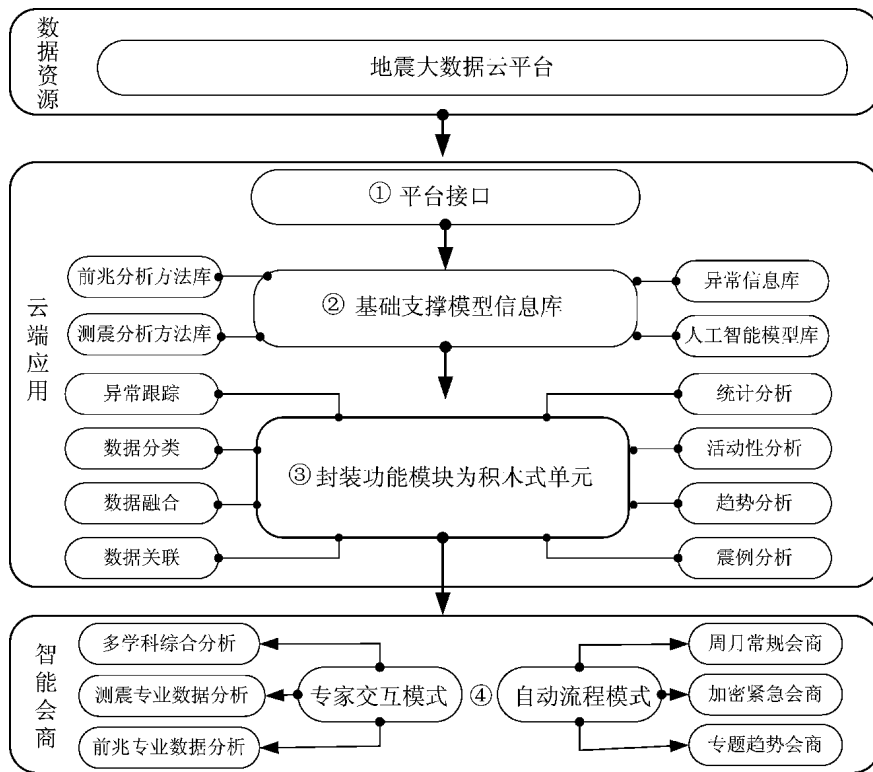 数据资源
地震大数据云平台
云端应用
① 平台接口
前兆分析方法库
测震分析方法库
② 基础支撑模型信息库
异常信息库
人工智能模型库
异常跟踪
数据分类
数据融合
数据关联
③ 封装功能模块为积木式单元
统计分析
活动性分析
趋势分析
震例分析
智能会商
多学科综合分析
测震专业数据分析
前兆专业数据分析
专家交互模式
④
自动流程模式
周月常规会商
加密紧急会商
专题趋势会商